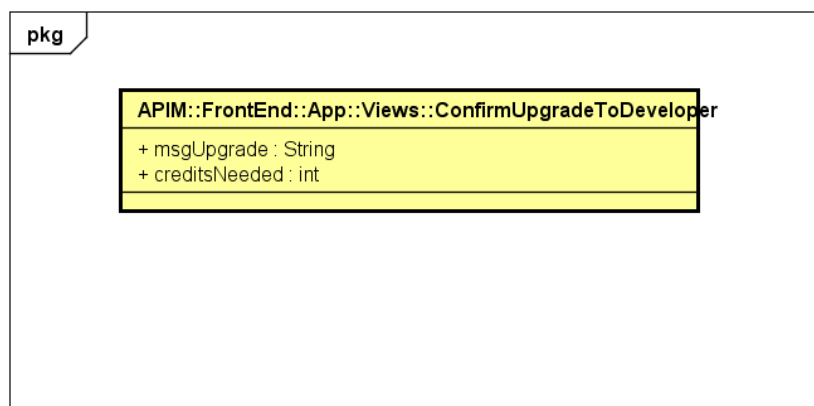 pkg
APIM::FrontEnd::App::Views::ConfirmUpgradeToDeveloper
+ msgUpgrade : String
+ creditsNeeded : int